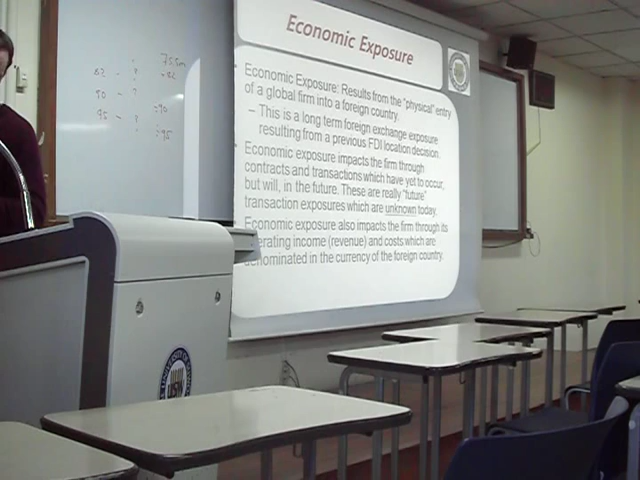 Economic Exposure
Economic Exposure: Results from the "physical" entry
of a global firm into a foreign country.
– This is a long term foreign exchange exposure
resulting from a previous FDI location decision.
Economic exposure impacts the firm through
contracts and transactions which have yet to occur,
but will, in the future. These are really "future"
transaction exposures which are unknown today.
Economic exposure also impacts the firm through its
operating income (revenue) and costs which are
denominated in the currency of the foreign country.